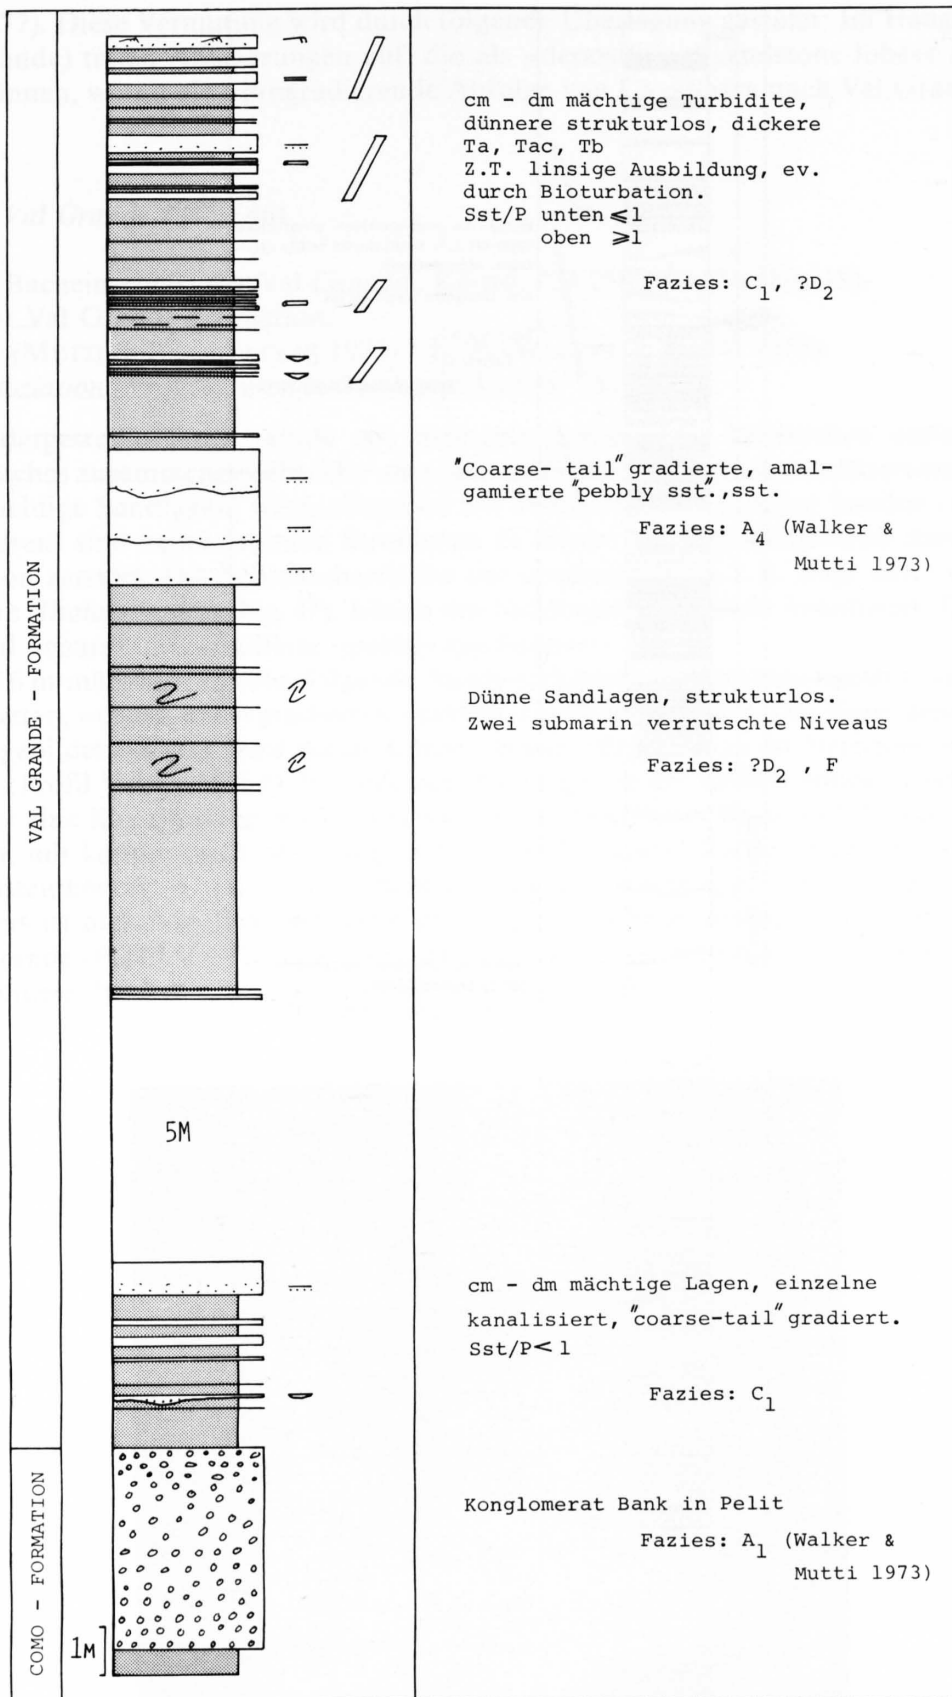 cm - dm mächtige Turbidite,
dünnere strukturlos, dickere
Ta, Tac, Tb
Z.T. linsige Ausbildung, ev.
durch Bioturbation.
Sst/P unten ⩽1
oben ⩾1
Fazies: C₁, ?D₂
"Coarse- tail" gradierte, amal-
gamierte "pebbly sst"., sst.
Fazies: A₄ (Walker &
Mutti 1973)
VAL GRANDE - FORMATION
Dünne Sandlagen, strukturlos.
Zwei submarin verrutschte Niveaus
Fazies: ?D₂ , F
5M
cm - dm mächtige Lagen, einzelne
kanalisiert, "coarse-tail" gradiert.
Sst/P< 1
Fazies: C₁
COMO - FORMATION
Konglomerat Bank in Pelit
Fazies: A₁ (Walker &
Mutti 1973)
1M